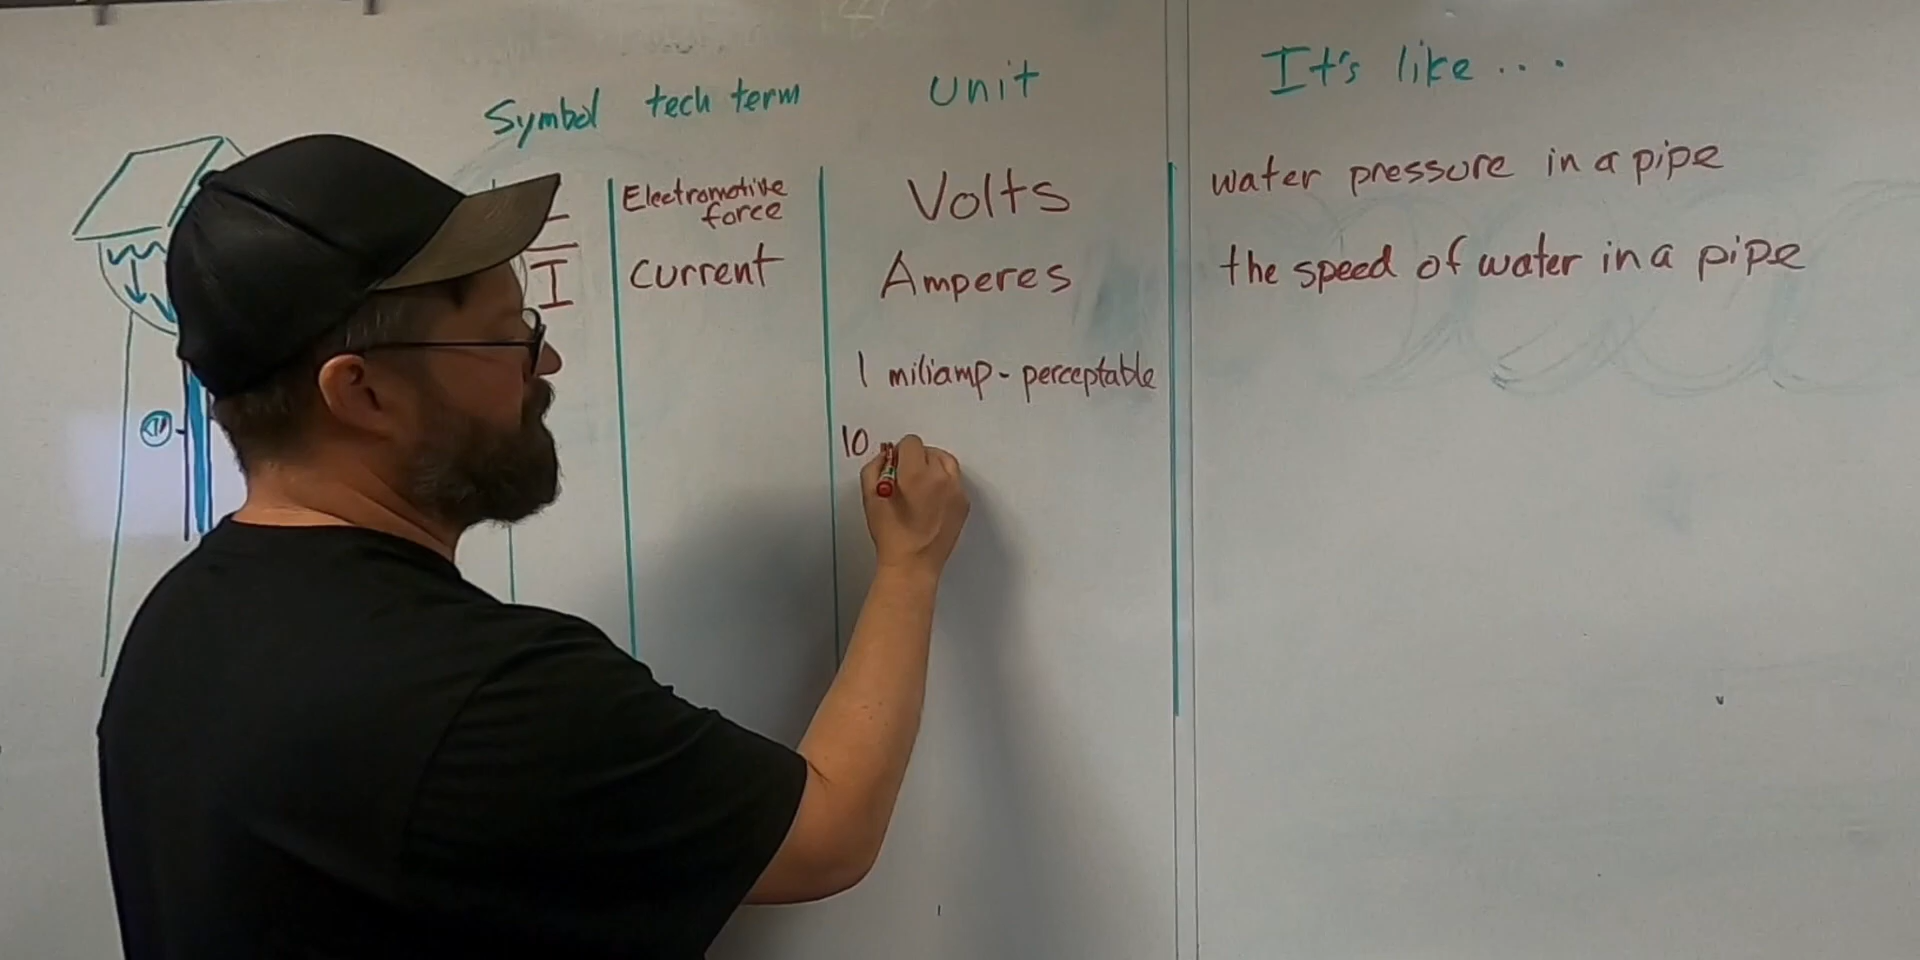 Symbol tech term unit It's like ....
Electromotive force Volts water pressure in a pipe
I Current Amperes the speed of water in a pipe
1 miliamp - perceptable
10